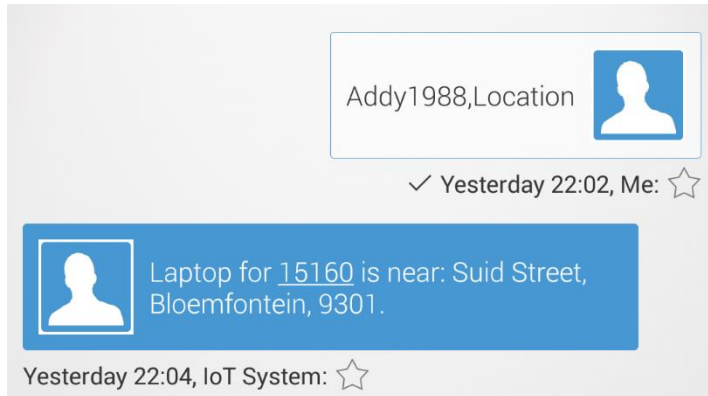 Addy1988,Location
Yesterday 22:02, Me:
Laptop for 15160 is near: Suid Street,
Bloemfontein, 9301.
Yesterday 22:04, IoT System: